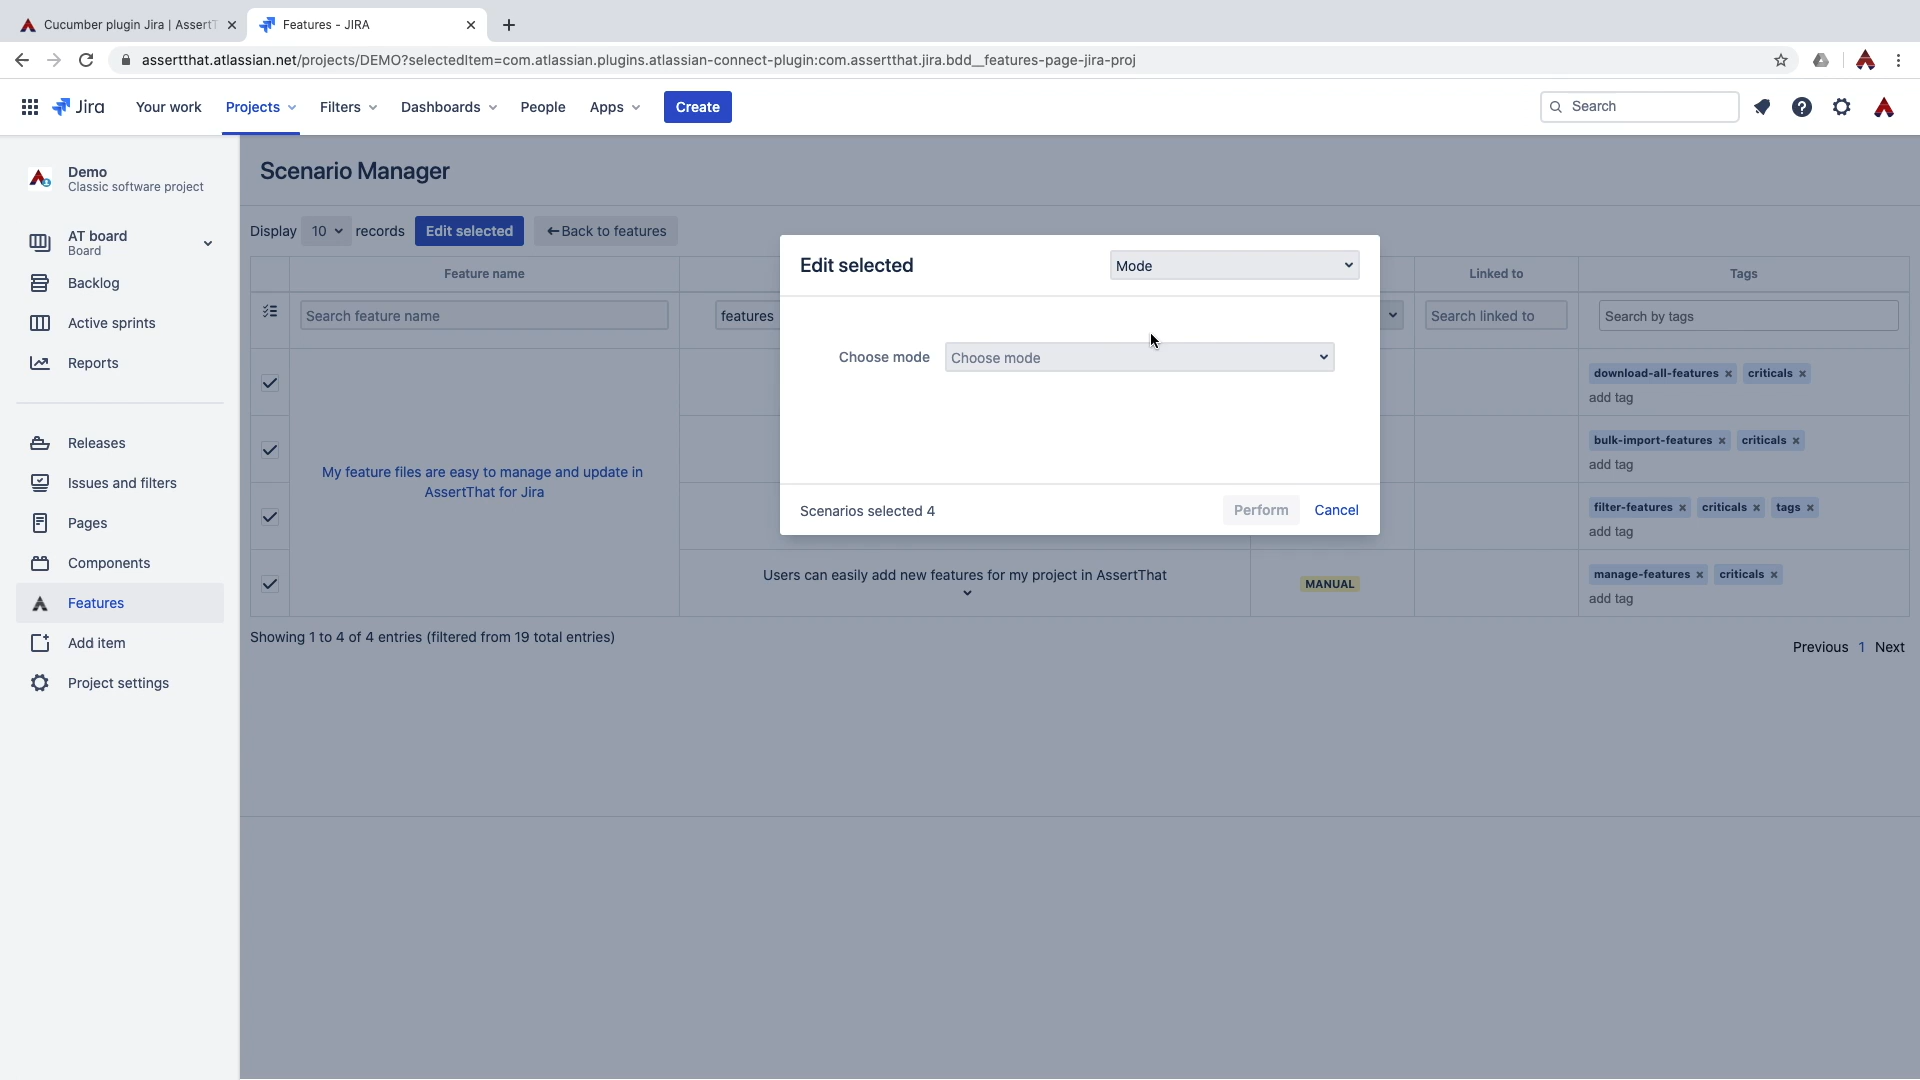 Cucumber plugin Jira | AssertT
Features - JIRA
assertthat.atlassian.net/projects/DEMO?selectedItem=com.atlassian.plugins.atlassian-connect-plugin:com.assertthat.jira.bdd__features-page-jira-proj
Jira
Your work
Projects
Filters
Dashboards
People
Apps
Create
Search
Demo
Classic software project
AT board
Board
Backlog
Active sprints
Reports
Releases
Issues and filters
Pages
Components
Features
Add item
Project settings
Scenario Manager
Display 10 records
Edit selected
←Back to features
Feature name
Linked to
Tags
Search feature name
features
Search linked to
Search by tags
My feature files are easy to manage and update in
AssertThat for Jira
download-all-features × criticals ×
add tag
bulk-import-features × criticals ×
add tag
filter-features × criticals × tags ×
add tag
Users can easily add new features for my project in AssertThat
MANUAL
manage-features × criticals ×
add tag
Showing 1 to 4 of 4 entries (filtered from 19 total entries)
Previous 1 Next
Edit selected
Mode
Choose mode
Choose mode
Scenarios selected 4
Perform
Cancel